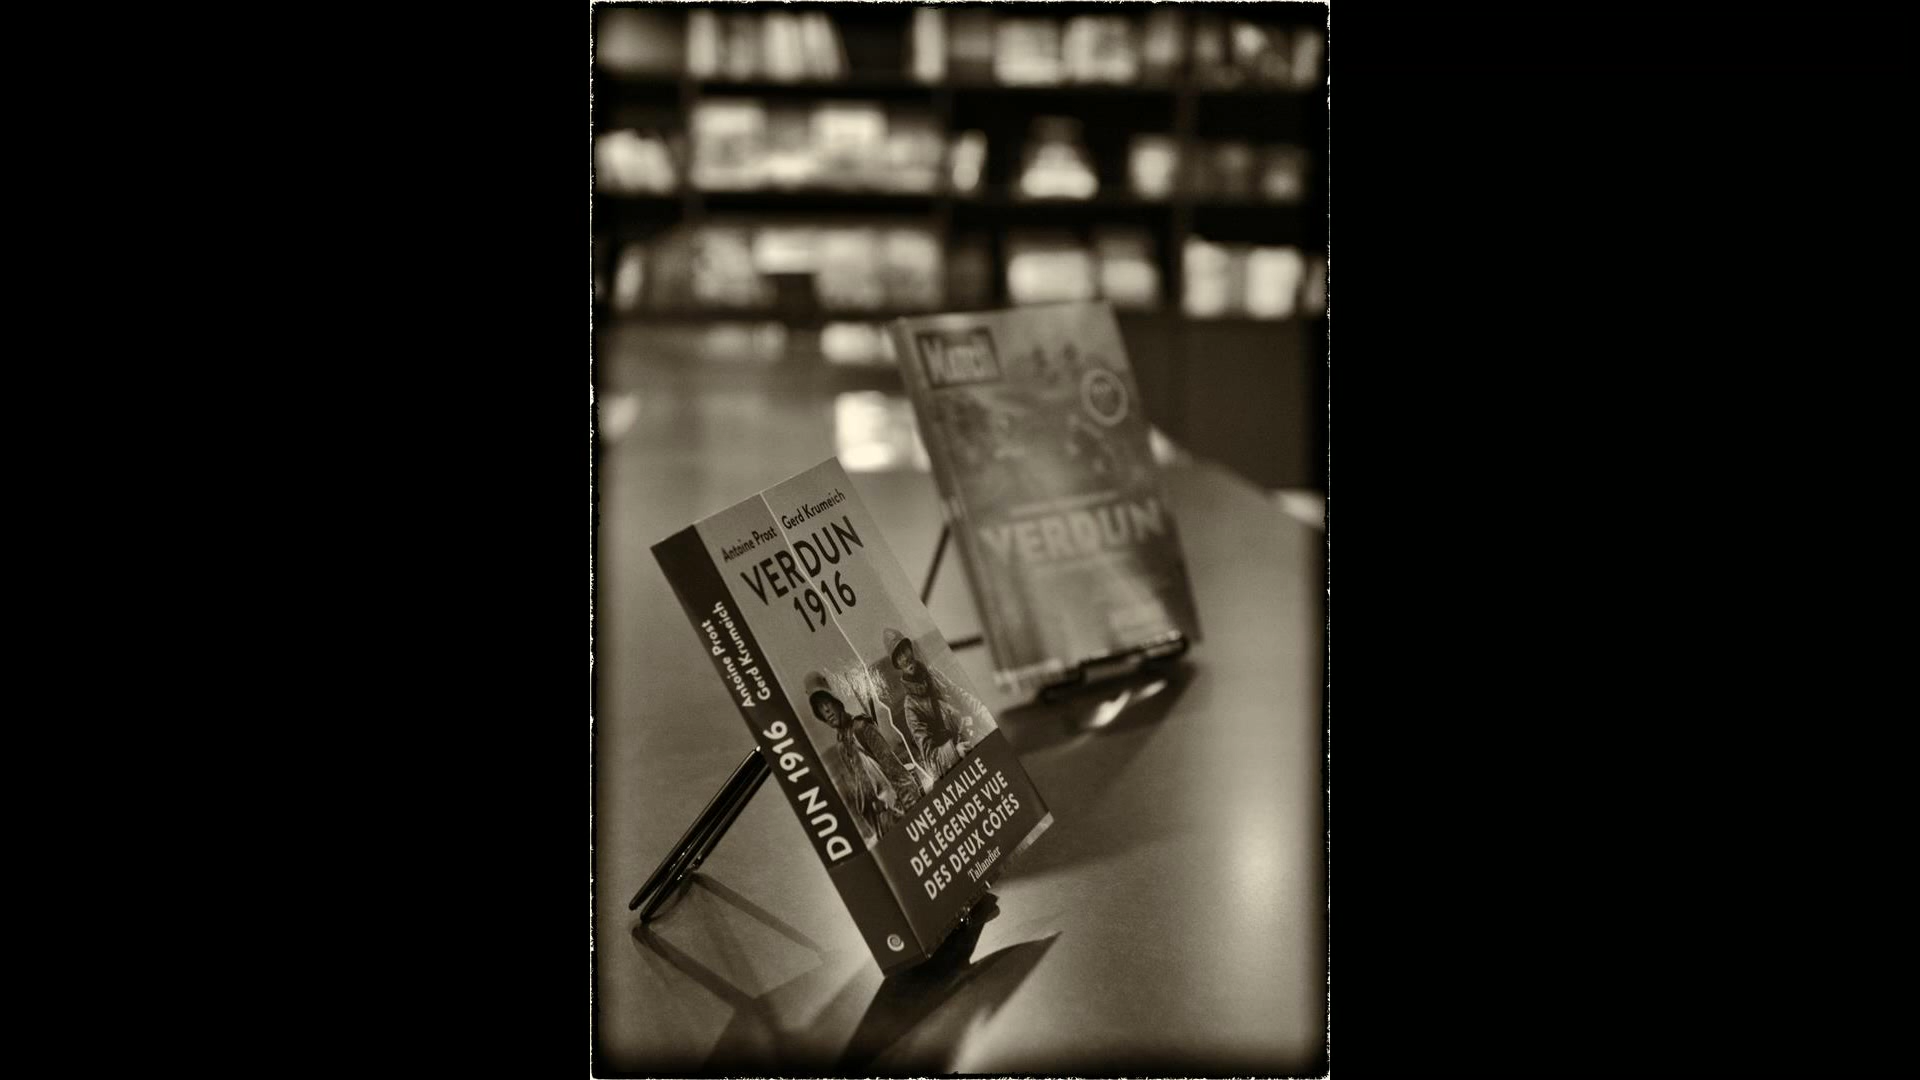 Antoine Prost
Gerd Krumeich
VERDUN
1916
UNE BATAILLE
DE LÉGENDE VUE
DES DEUX CÔTÉS
Tallandier
Antoine Prost
Gerd Krumeich
DUN 1916
MATCH
VERDUN